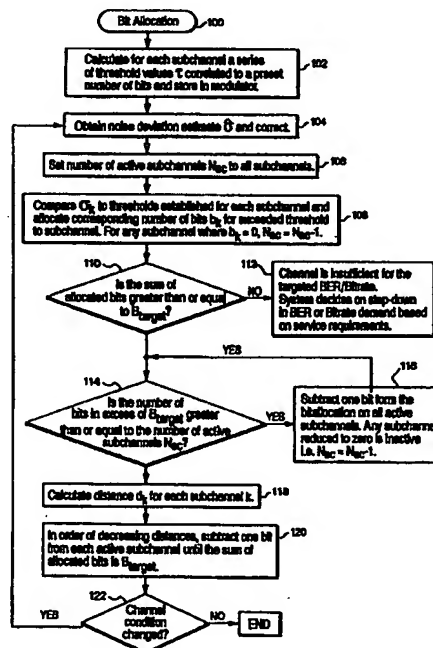 Bit Allocation
100
Calculate for each subchannel a series
of threshold values τ correlated to a preset
number of bits and store in modulator.
102
Obtain noise deviation estimate σ̂ and correct.
104
Set number of active subchannels N_SC to all subchannels.
106
Compare σ_k to thresholds established for each subchannel and
allocate corresponding number of bits b_k for exceeded threshold
to subchannel. For any subchannel where b_k = 0, N_SC = N_SC-1.
108
110
Is the sum of
allocated bits greater than or equal
to B_target?
NO
112
Channel is insufficient for the
targeted BER/Bitrate.
System decides on step-down
in BER or Bitrate demand based
on service requirements.
YES
114
Is the number of
bits in excess of B_target greater
than or equal to the number of active
subchannels N_SC?
YES
116
Subtract one bit form the
bitallocation on all active
subchannels. Any subchannel
reduced to zero is inactive
i.e. N_SC = N_SC-1.
Calculate distance d_k for each subchannel k.
118
In order of decreasing distances, subtract one bit
from each active subchannel until the sum of
allocated bits is B_target.
120
122
YES
Channel
condition
changed?
NO
END